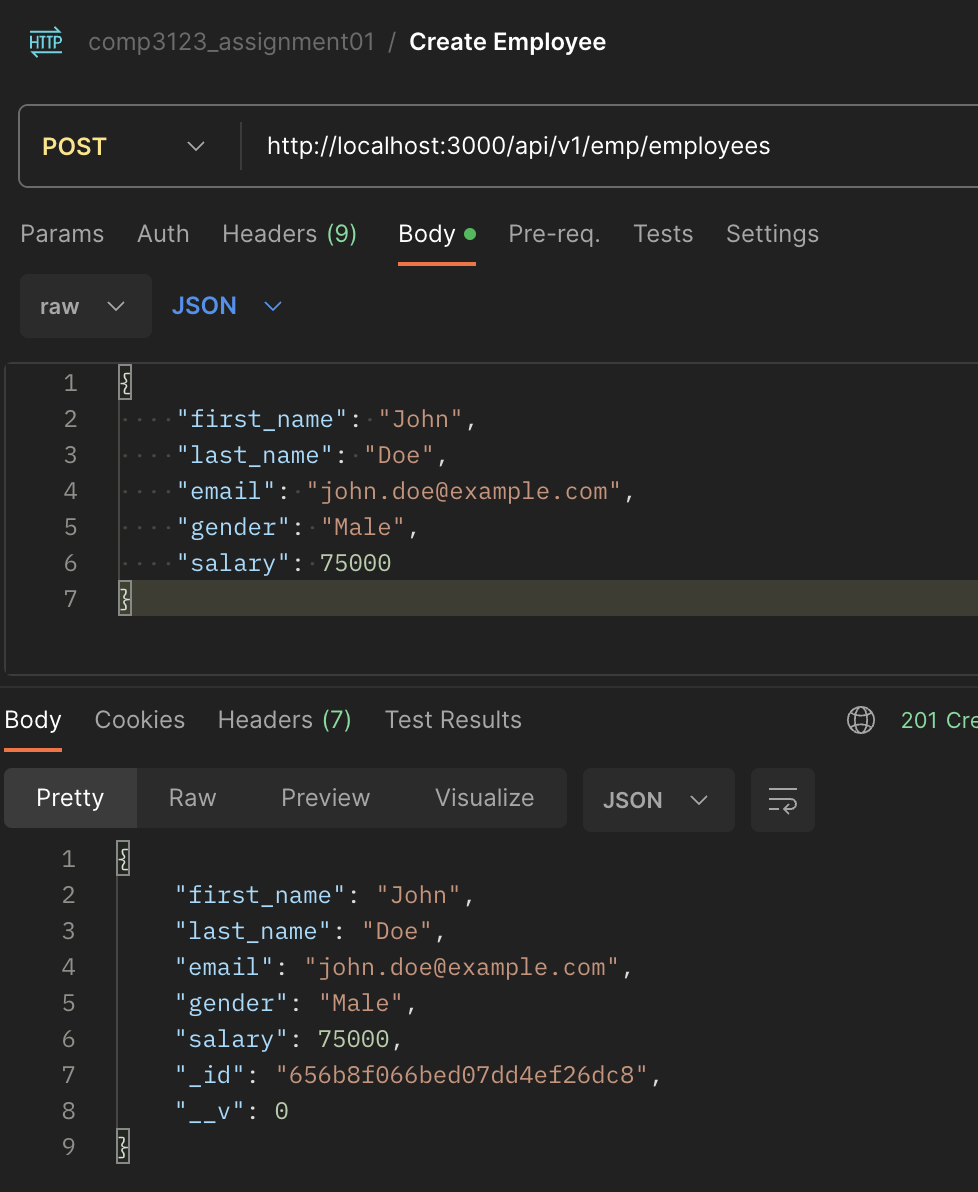 HTTP comp3123_assignment01 / Create Employee
POST http://localhost:3000/api/v1/emp/employees
Params Auth Headers (9) Body Pre-req. Tests Settings
raw JSON
1 {
2 "first_name": "John",
3 "last_name": "Doe",
4 "email": "john.doe@example.com",
5 "gender": "Male",
6 "salary": 75000
7 }
Body Cookies Headers (7) Test Results 201 Cre
Pretty Raw Preview Visualize JSON
1 {
2 "first_name": "John",
3 "last_name": "Doe",
4 "email": "john.doe@example.com",
5 "gender": "Male",
6 "salary": 75000,
7 "_id": "656b8f066bed07dd4ef26dc8",
8 "__v": 0
9 }